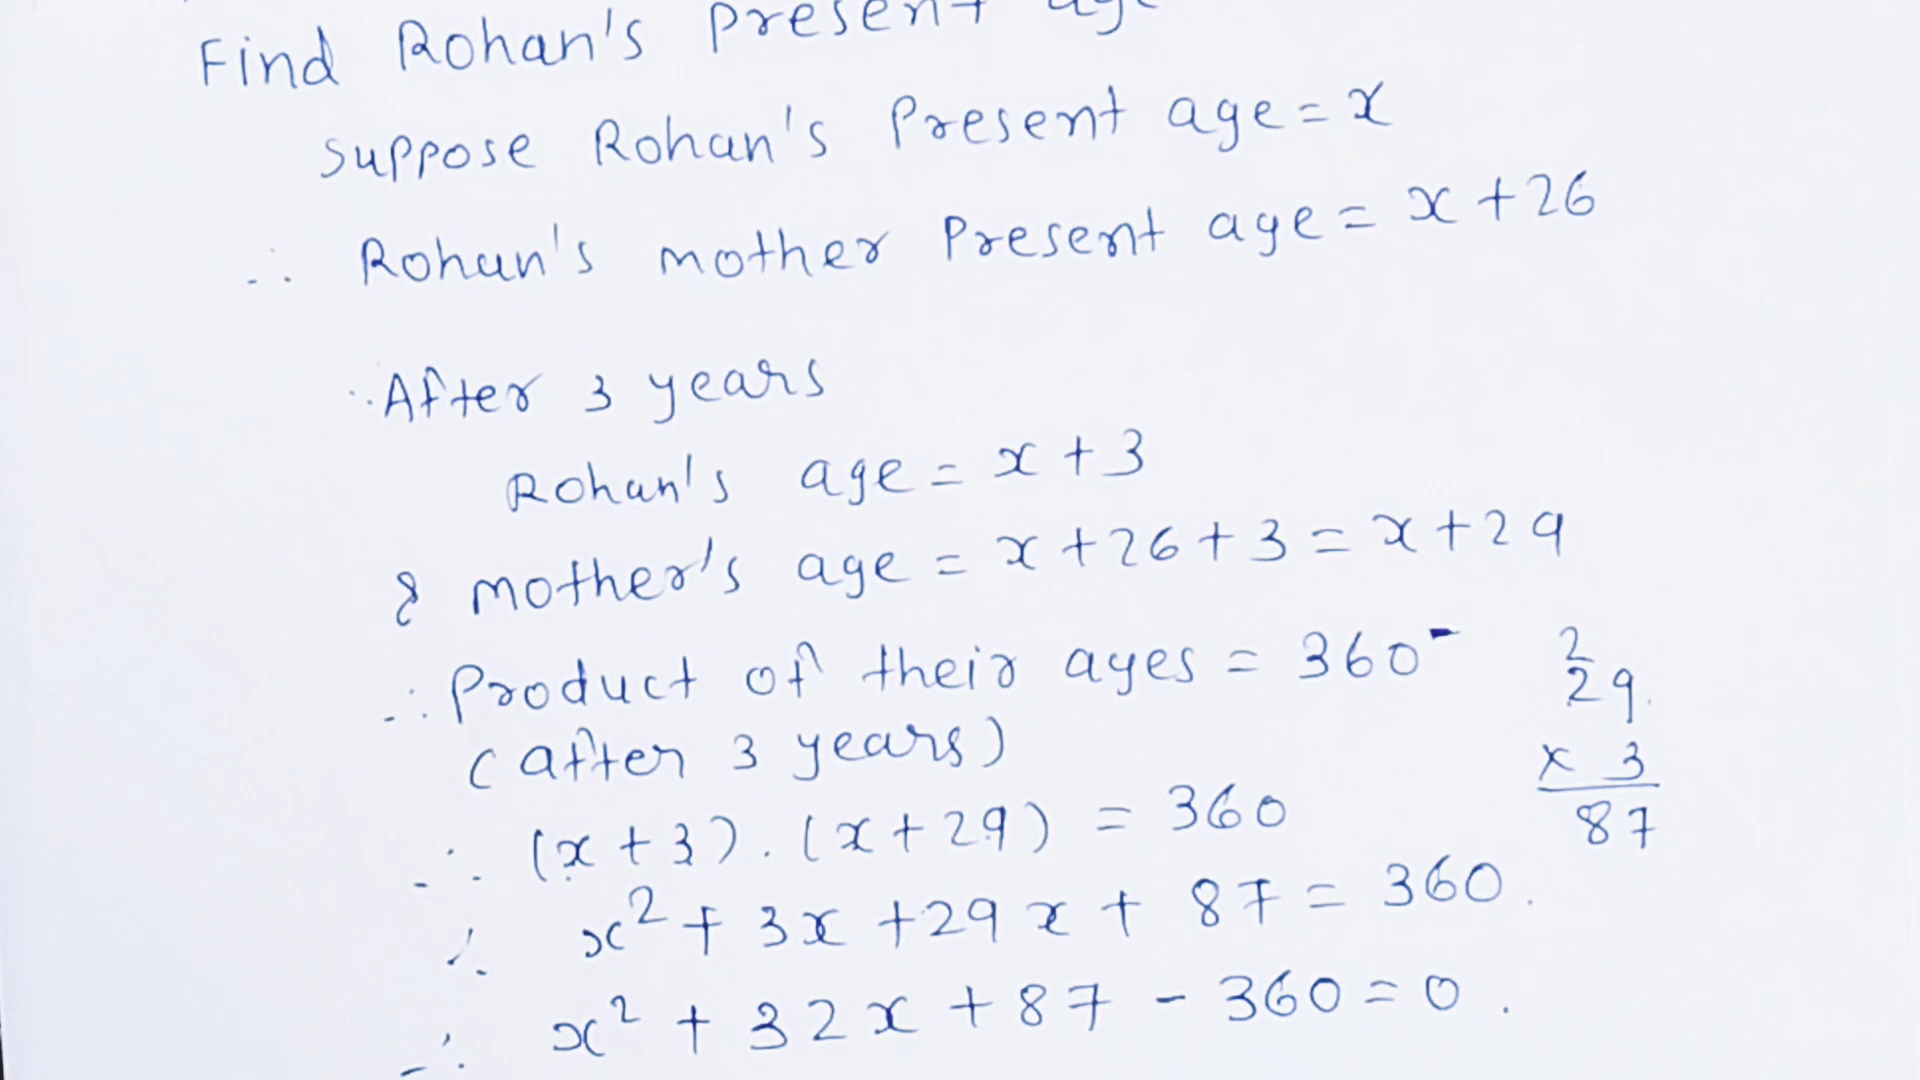 Find Rohan's Present age
Suppose Rohan's Present age = x
∴ Rohan's mother Present age = x + 26
∴ After 3 years
Rohan's age = x + 3
& mother's age = x + 26 + 3 = x + 29
∴ Product of their ages = 360
(after 3 years)
∴ (x + 3) . (x + 29) = 360
∴ x² + 3x + 29x + 87 = 360.
∴ x² + 32x + 87 - 360 = 0.
2
29
x 3
87